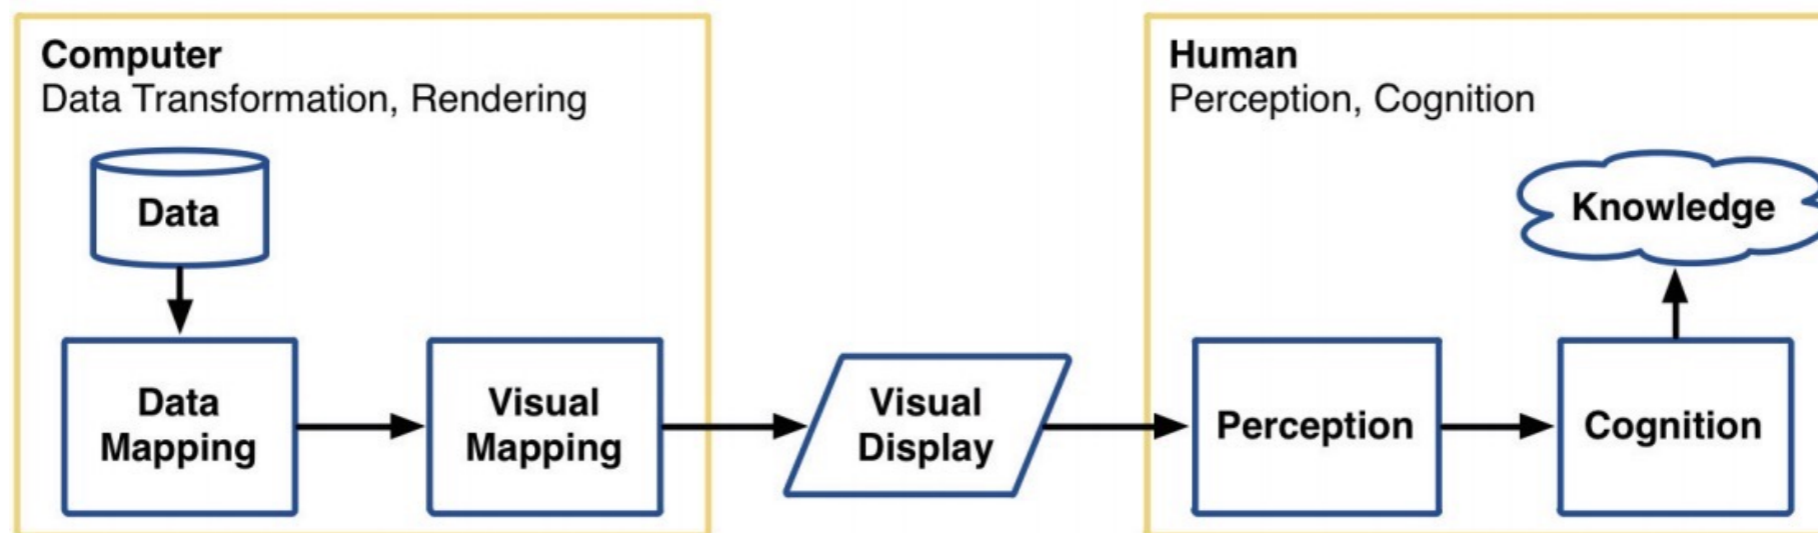 Computer
Data Transformation, Rendering
Data
Data
Mapping
Visual
Mapping
Visual
Display
Human
Perception, Cognition
Knowledge
Perception
Cognition